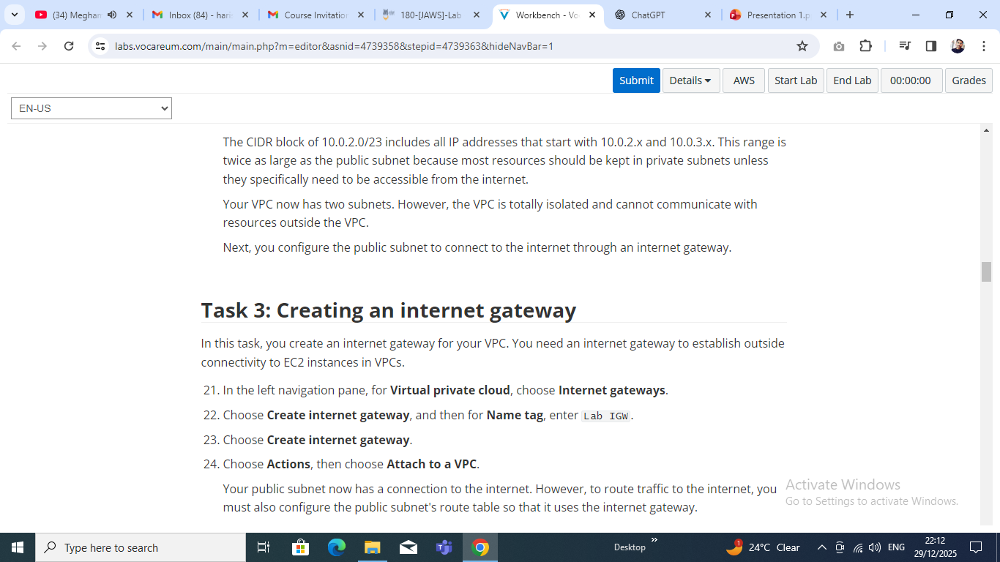 (34) Meghan
Inbox (84) - hari
Course Invitation
180-[JAWS]-Lab
Workbench - Vo
ChatGPT
Presentation 1.p
labs.vocareum.com/main/main.php?m=editor&asnid=4739358&stepid=4739363&hideNavBar=1
Submit Details AWS Start Lab End Lab 00:00:00 Grades
EN-US
The CIDR block of 10.0.2.0/23 includes all IP addresses that start with 10.0.2.x and 10.0.3.x. This range is
twice as large as the public subnet because most resources should be kept in private subnets unless
they specifically need to be accessible from the internet.
Your VPC now has two subnets. However, the VPC is totally isolated and cannot communicate with
resources outside the VPC.
Next, you configure the public subnet to connect to the internet through an internet gateway.
Task 3: Creating an internet gateway
In this task, you create an internet gateway for your VPC. You need an internet gateway to establish outside
connectivity to EC2 instances in VPCs.
21. In the left navigation pane, for Virtual private cloud, choose Internet gateways.
22. Choose Create internet gateway, and then for Name tag, enter Lab IGW.
23. Choose Create internet gateway.
24. Choose Actions, then choose Attach to a VPC.
Your public subnet now has a connection to the internet. However, to route traffic to the internet, you
must also configure the public subnet's route table so that it uses the internet gateway.
Activate Windows
Go to Settings to activate Windows.
Type here to search
Desktop
1
24°C Clear
ENG
22:12
29/12/2025